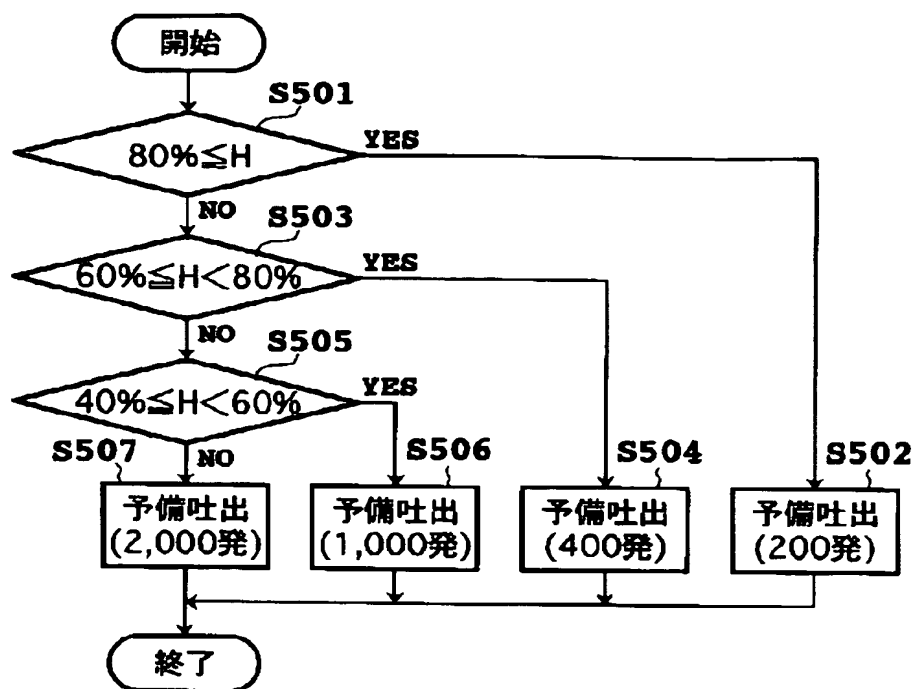 開始
S501
80%≦H
YES
NO
S503
60%≦H<80%
YES
NO
S505
40%≦H<60%
YES
NO
S507
S506
S504
S502
予備吐出
(2,000発)
予備吐出
(1,000発)
予備吐出
(400発)
予備吐出
(200発)
終了